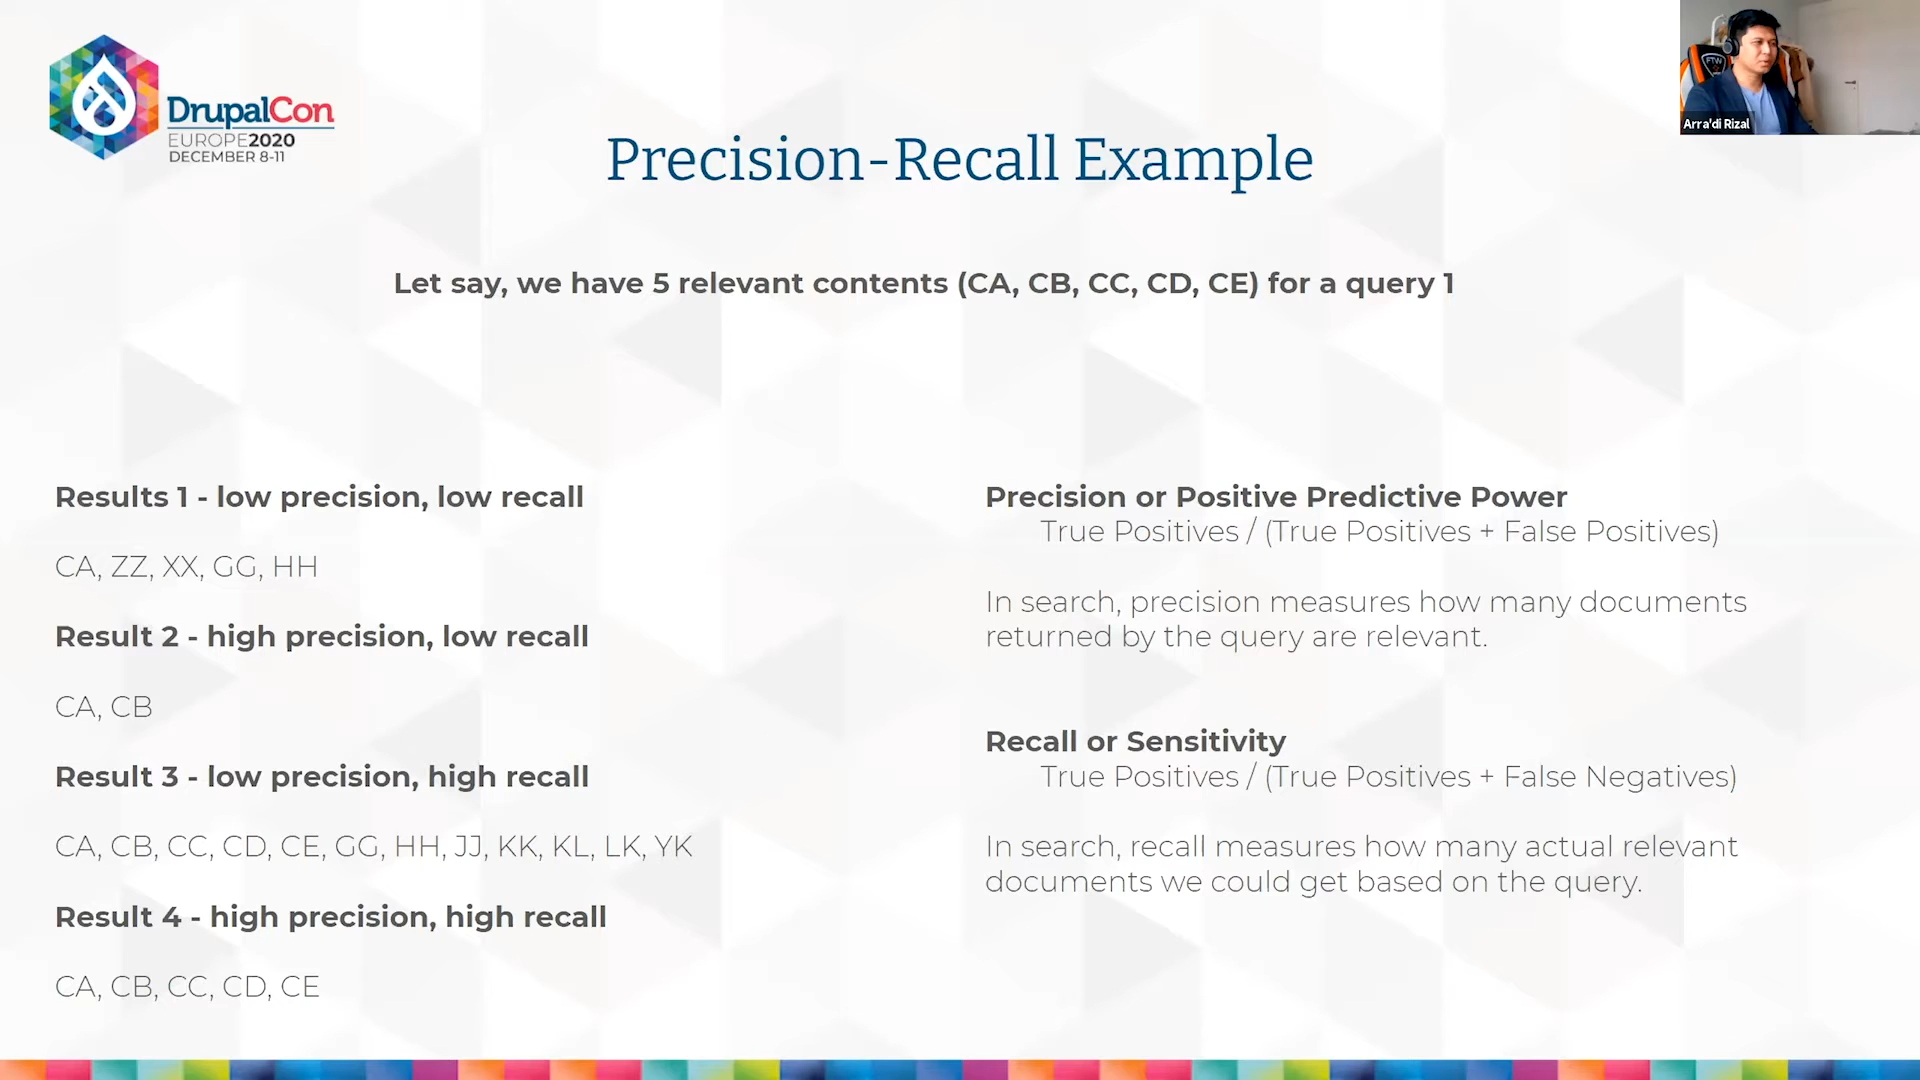 DrupalCon
EUROPE2020
DECEMBER 8-11
FTW
Arra'di Rizal
Precision-Recall Example
Let say, we have 5 relevant contents (CA, CB, CC, CD, CE) for a query 1
Results 1 - low precision, low recall
CA, ZZ, XX, GG, HH
Result 2 - high precision, low recall
CA, CB
Result 3 - low precision, high recall
CA, CB, CC, CD, CE, GG, HH, JJ, KK, KL, LK, YK
Result 4 - high precision, high recall
CA, CB, CC, CD, CE
Precision or Positive Predictive Power
True Positives / (True Positives + False Positives)
In search, precision measures how many documents
returned by the query are relevant.
Recall or Sensitivity
True Positives / (True Positives + False Negatives)
In search, recall measures how many actual relevant
documents we could get based on the query.